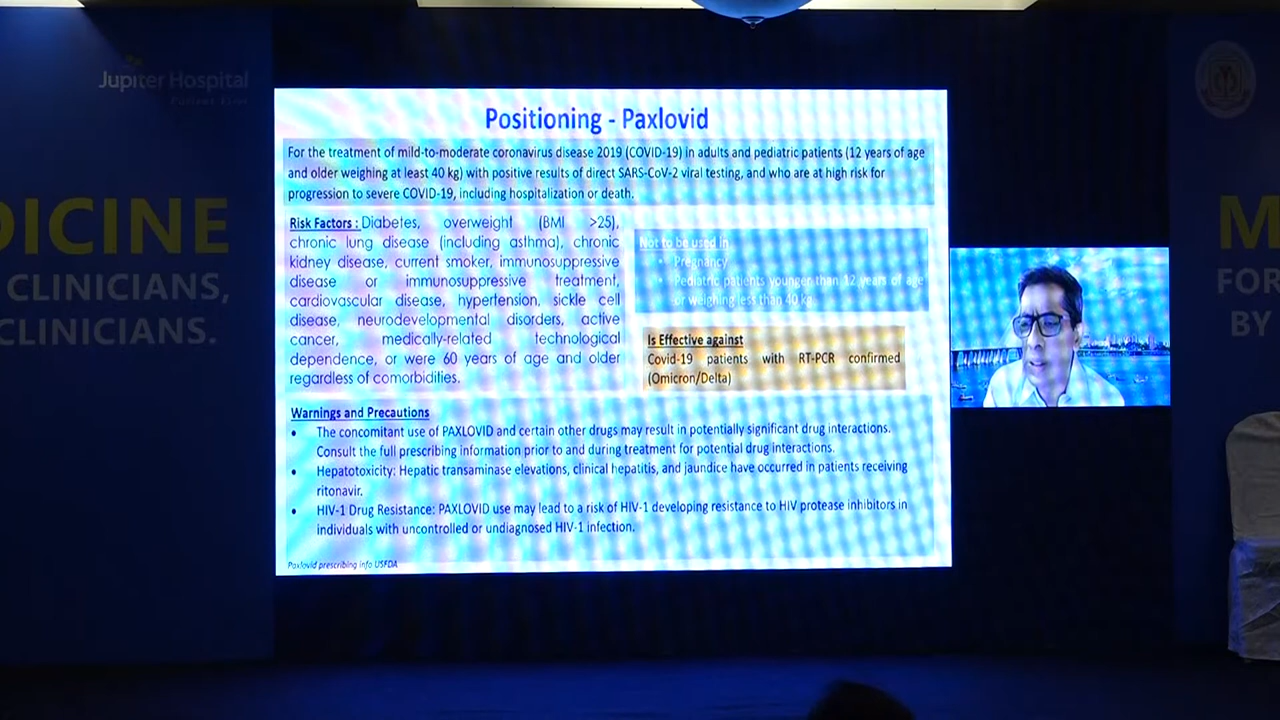 Jupiter Hospital
Patient First
DICINE
CLINICIANS,
CLINICIANS.
Positioning - Paxlovid
For the treatment of mild-to-moderate coronavirus disease 2019 (COVID-19) in adults and pediatric patients (12 years of age
and older weighing at least 40 kg) with positive results of direct SARS-CoV-2 viral testing, and who are at high risk for
progression to severe COVID-19, including hospitalization or death.
Risk Factors : Diabetes, overweight (BMI >25),
chronic lung disease (including asthma), chronic
kidney disease, current smoker, immunosuppressive
disease or immunosuppressive treatment,
cardiovascular disease, hypertension, sickle cell
disease, neurodevelopmental disorders, active
cancer, medically-related technological
dependence, or were 60 years of age and older
regardless of comorbidities.
Not to be used in
• Pregnancy
• Pediatric patients younger than 12 years of age
or weighing less than 40 kg
Is Effective against
Covid-19 patients with RT-PCR confirmed
(Omicron/Delta)
Warnings and Precautions
• The concomitant use of PAXLOVID and certain other drugs may result in potentially significant drug interactions.
Consult the full prescribing information prior to and during treatment for potential drug interactions.
• Hepatotoxicity: Hepatic transaminase elevations, clinical hepatitis, and jaundice have occurred in patients receiving
ritonavir.
• HIV-1 Drug Resistance: PAXLOVID use may lead to a risk of HIV-1 developing resistance to HIV protease inhibitors in
individuals with uncontrolled or undiagnosed HIV-1 infection.
Paxlovid prescribing info USFDA
M
FOR
BY